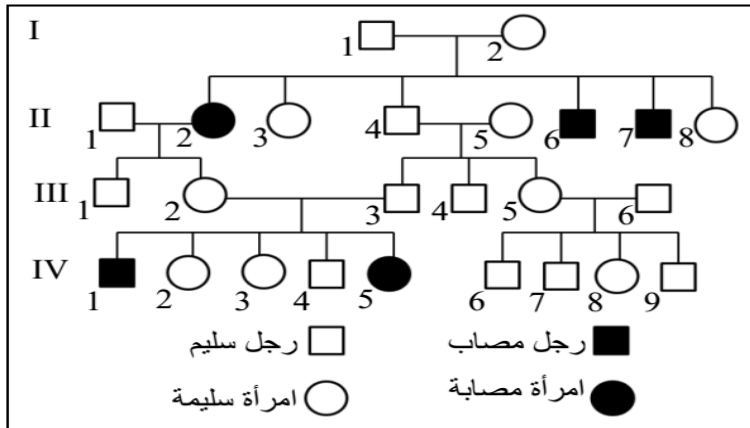 I
1 2
II
1 2 3 4 5 6 7 8
III
1 2 3 4 5 6
IV
1 2 3 4 5 6 7 8 9
رجل سليم رجل مصاب
امرأة سليمة امرأة مصابة